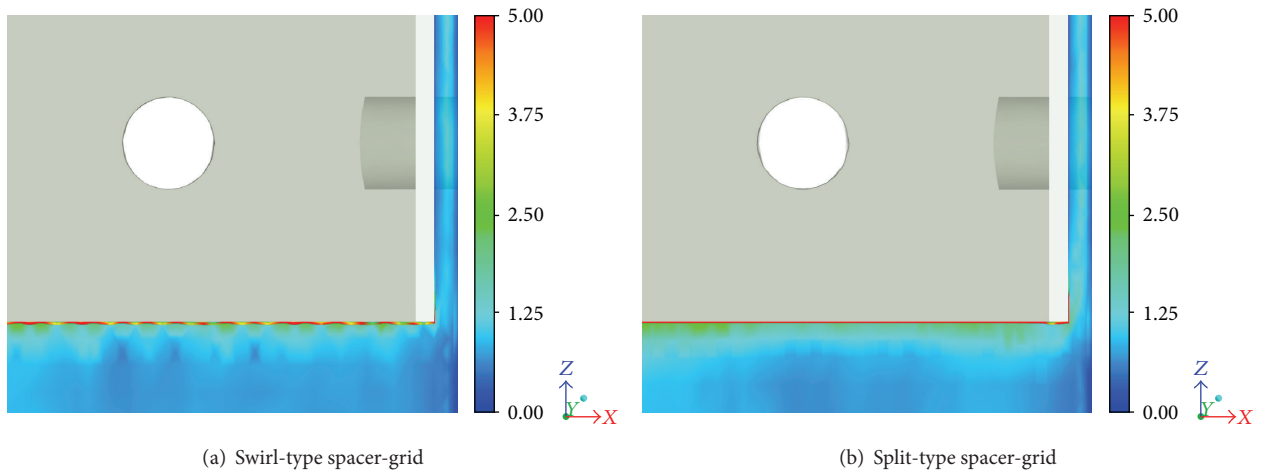 5.00
3.75
2.50
1.25
0.00
Z
Y
X
(a) Swirl-type spacer-grid
5.00
3.75
2.50
1.25
0.00
Z
Y
X
(b) Split-type spacer-grid